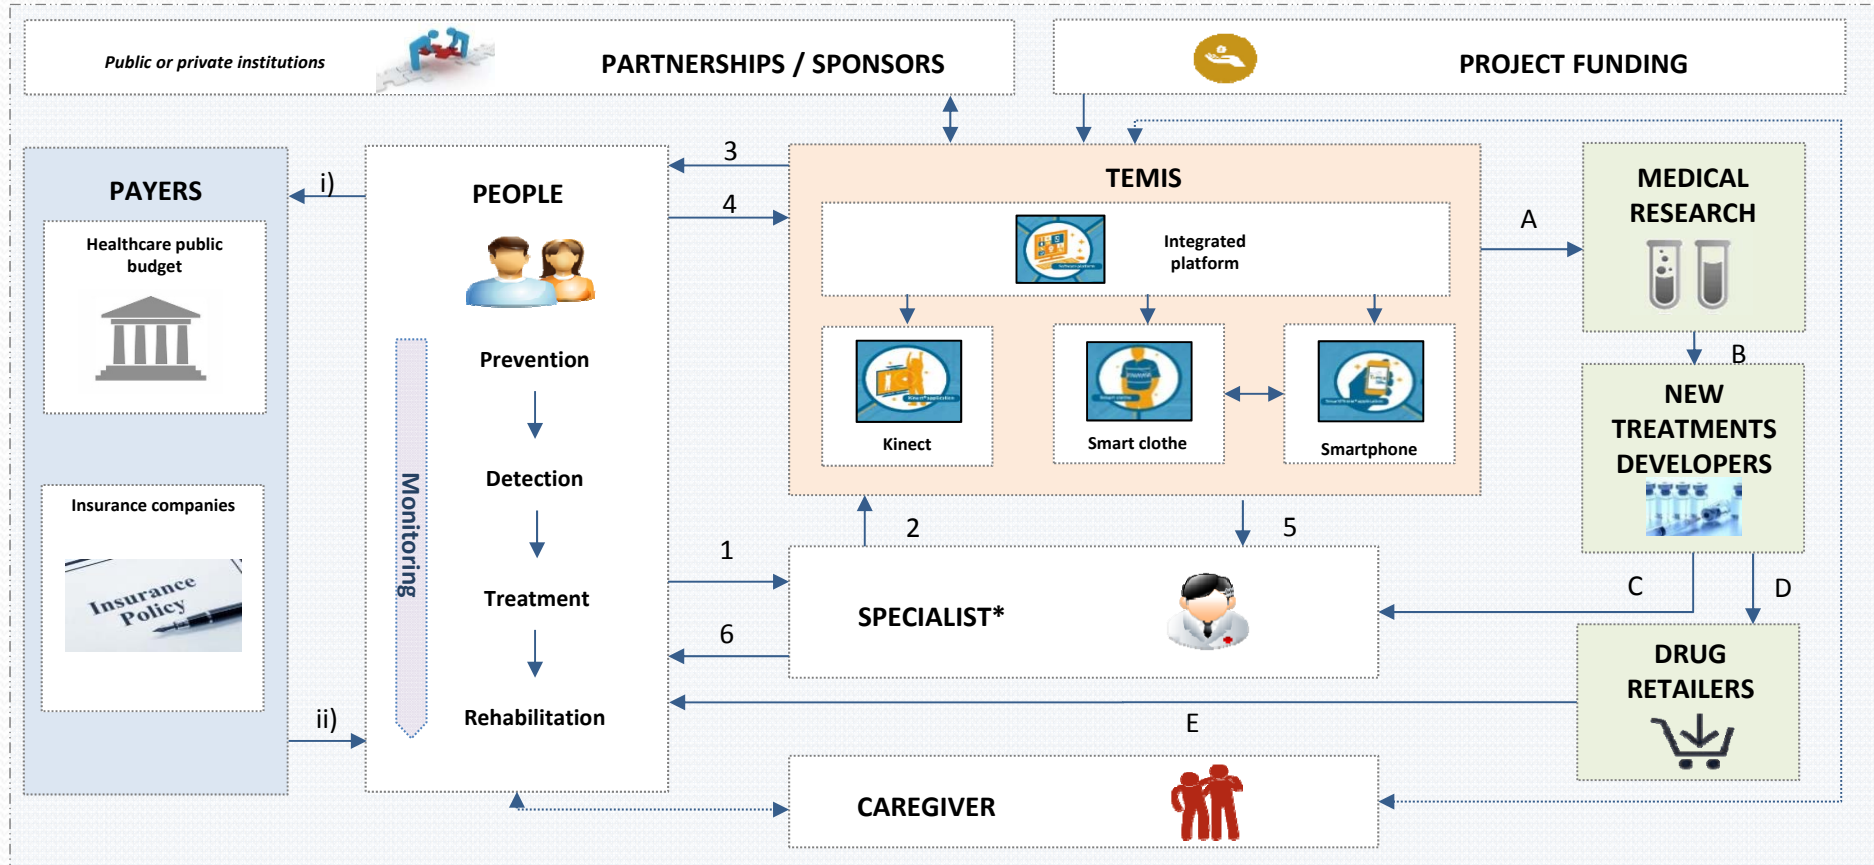 Public or private institutions
PARTNERSHIPS / SPONSORS
PROJECT FUNDING
PAYERS
Healthcare public
budget
Insurance companies
Insurance
Policy
i)
ii)
PEOPLE
Prevention
Detection
Treatment
Rehabilitation
Monitoring
3
4
1
6
TEMIS
Integrated
platform
Kinect
Smart clothe
Smartphone
2
5
SPECIALIST*
E
CAREGIVER
A
MEDICAL
RESEARCH
B
NEW
TREATMENTS
DEVELOPERS
C
D
DRUG
RETAILERS